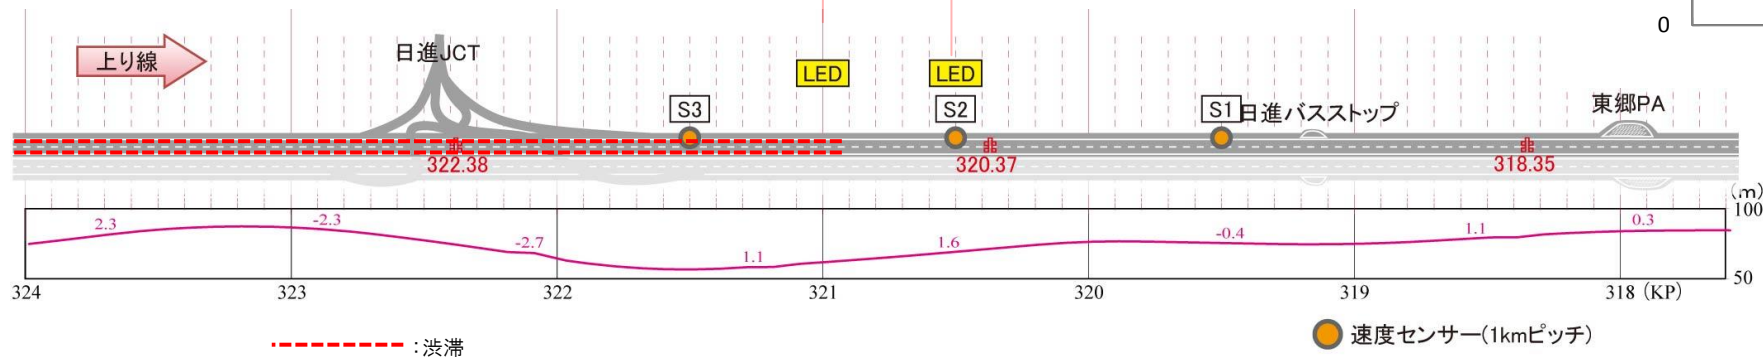 0
上り線
日進JCT
LED
LED
S3
S2
S1
日進バスストップ
東郷PA
322.38
320.37
318.35
(m)
100
2.3
-2.3
-2.7
1.1
1.6
-0.4
1.1
0.3
50
324
323
322
321
320
319
318 (KP)
:渋滞
速度センサー(1kmピッチ)